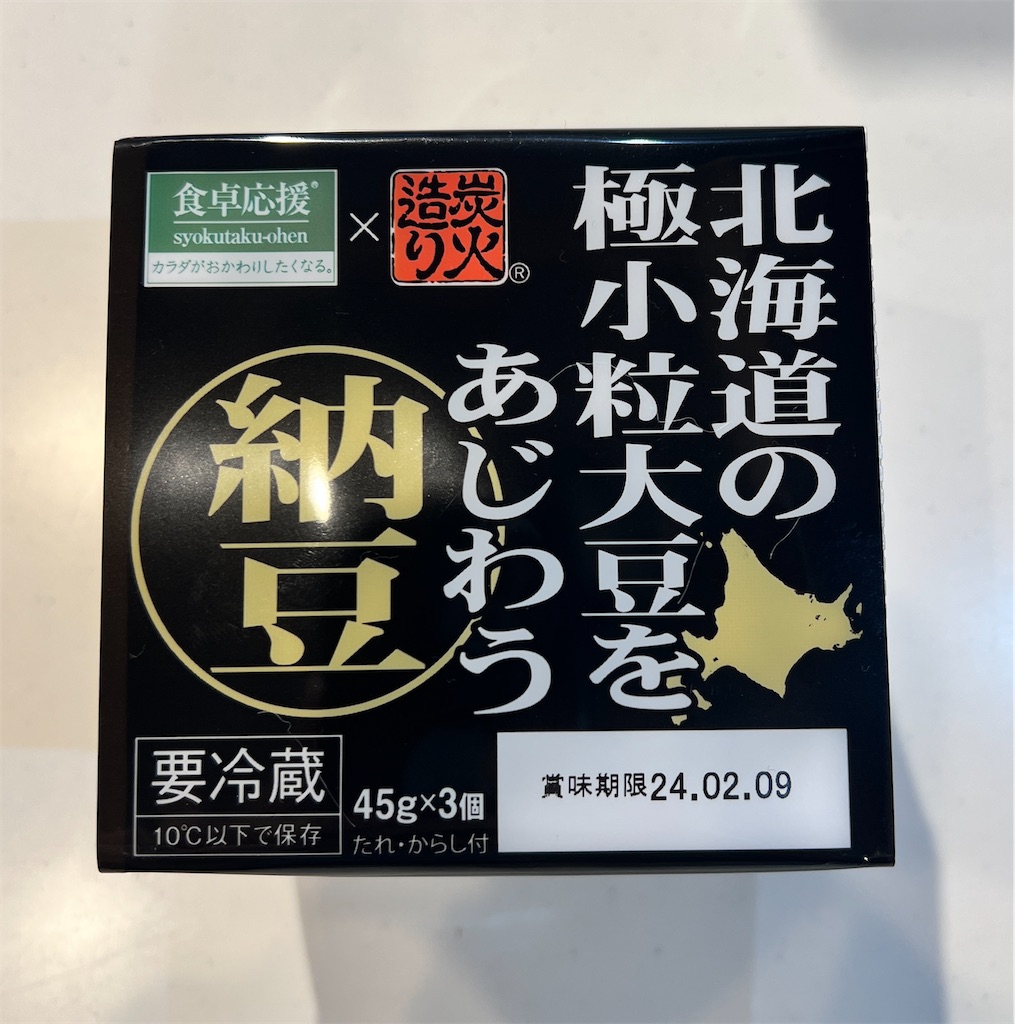 食卓応援®
syokutaku-ohen
カラダがおかわりしたくなる。
×
炭火
造り
®
北海道の
極小粒大豆を
あじわう
納豆
要冷蔵
10℃以下で保存
45g×3個
たれ・からし付
賞味期限24.02.09